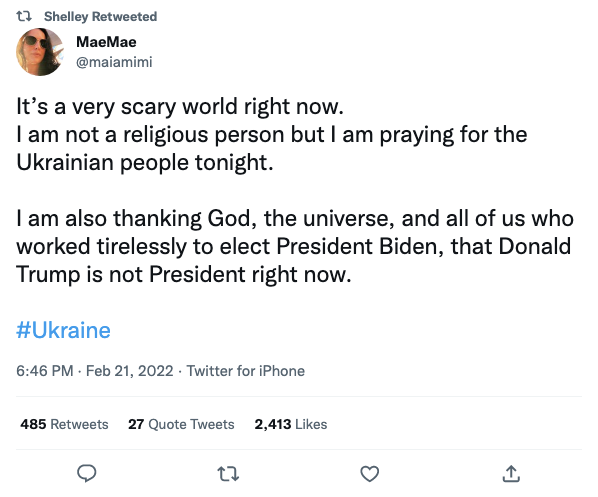 Shelley Retweeted
MaeMae
@maiamimi
It’s a very scary world right now.
I am not a religious person but I am praying for the
Ukrainian people tonight.
I am also thanking God, the universe, and all of us who
worked tirelessly to elect President Biden, that Donald
Trump is not President right now.
#Ukraine
6:46 PM · Feb 21, 2022 · Twitter for iPhone
485 Retweets 27 Quote Tweets 2,413 Likes